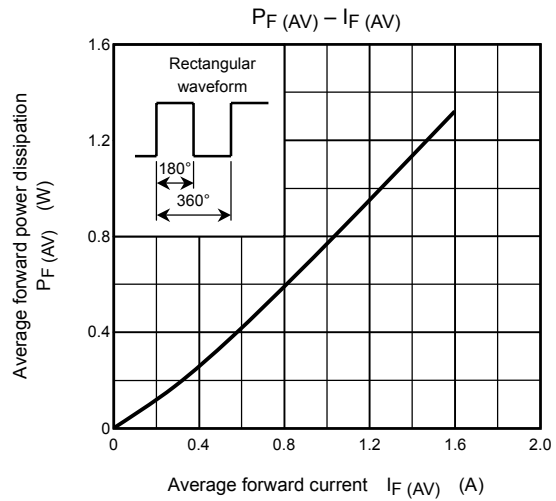 PF (AV) – IF (AV)
1.6
Rectangular
waveform
180°
360°
1.2
0.8
0.4
0
0
0.4
0.8
1.2
1.6
2.0
Average forward power dissipation
PF (AV) (W)
Average forward current IF (AV) (A)